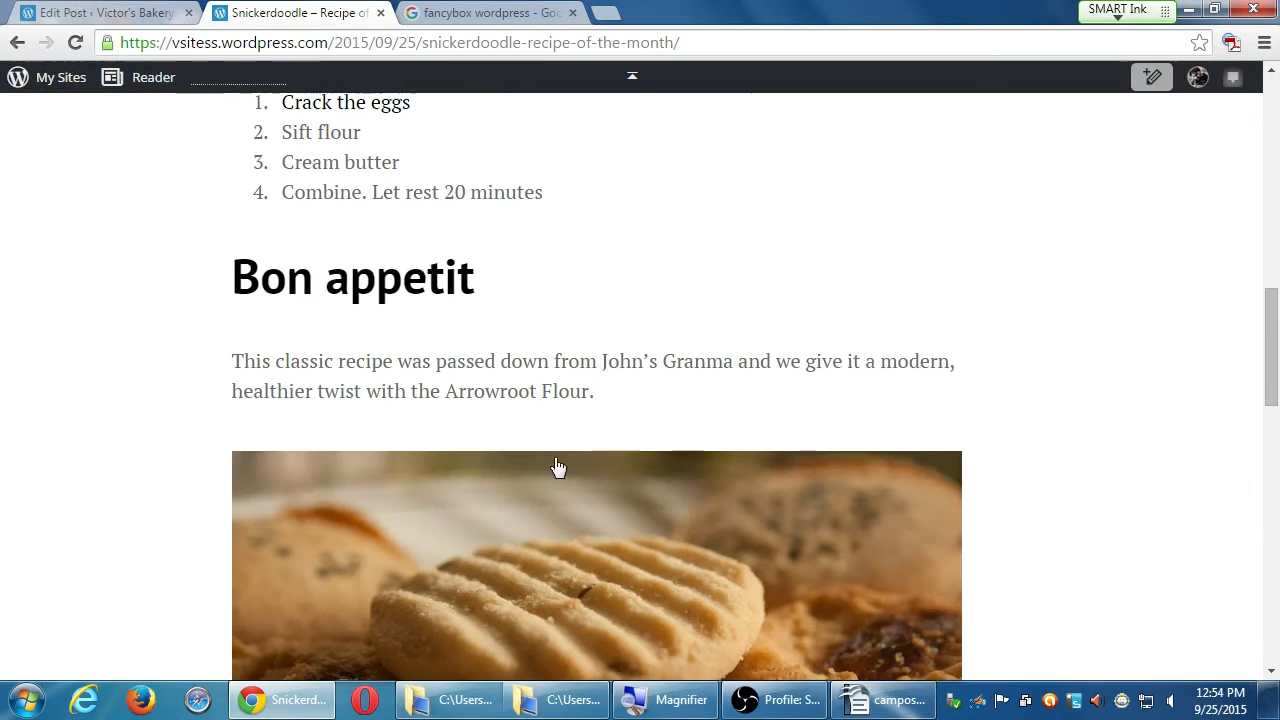 Edit Post ‹ Victor's Bakery
Snickerdoodle – Recipe of
fancybox wordpress - Goo
SMART Ink
https://vsitess.wordpress.com/2015/09/25/snickerdoodle-recipe-of-the-month/
My Sites
Reader
1. Crack the eggs
2. Sift flour
3. Cream butter
4. Combine. Let rest 20 minutes
Bon appetit
This classic recipe was passed down from John's Granma and we give it a modern,
healthier twist with the Arrowroot Flour.
Snickerd...
C:\Users...
C:\Users...
Magnifier
Profile: S...
campos...
12:54 PM
9/25/2015